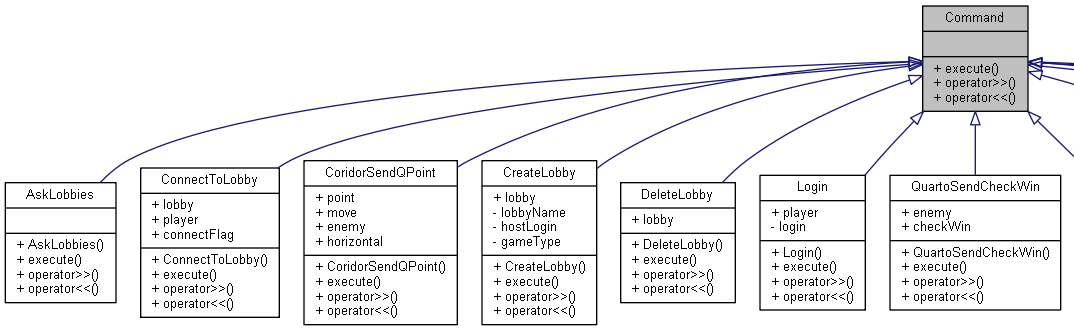 Command
+ execute()
+ operator>>()
+ operator<<()
AskLobbies
+ AskLobbies()
+ execute()
+ operator>>()
+ operator<<()
ConnectToLobby
+ lobby
+ player
+ connectFlag
+ ConnectToLobby()
+ execute()
+ operator>>()
+ operator<<()
CoridorSendQPoint
+ point
+ move
+ enemy
+ horizontal
+ CoridorSendQPoint()
+ execute()
+ operator>>()
+ operator<<()
CreateLobby
+ lobby
- lobbyName
- hostLogin
- gameType
+ CreateLobby()
+ execute()
+ operator>>()
+ operator<<()
DeleteLobby
+ lobby
+ DeleteLobby()
+ execute()
+ operator>>()
+ operator<<()
Login
+ player
- login
+ Login()
+ execute()
+ operator>>()
+ operator<<()
QuartoSendCheckWin
+ enemy
+ checkWin
+ QuartoSendCheckWin()
+ execute()
+ operator>>()
+ operator<<()